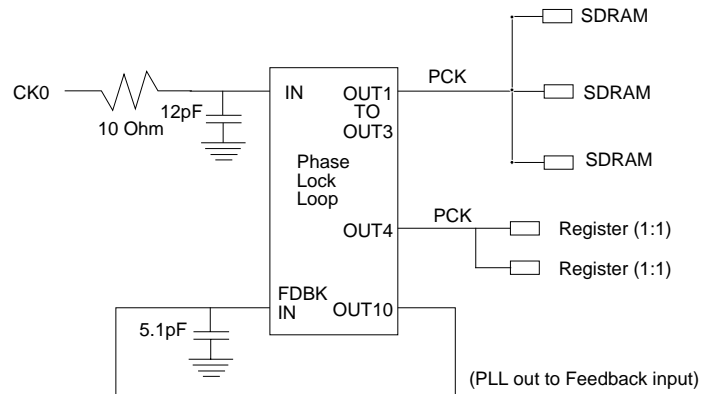 SDRAM
PCK
CK0
IN
OUT1
TO
OUT3
SDRAM
12pF
10 Ohm
Phase
Lock
Loop
SDRAM
PCK
OUT4
Register (1:1)
Register (1:1)
FDBK
IN
OUT10
5.1pF
(PLL out to Feedback input)